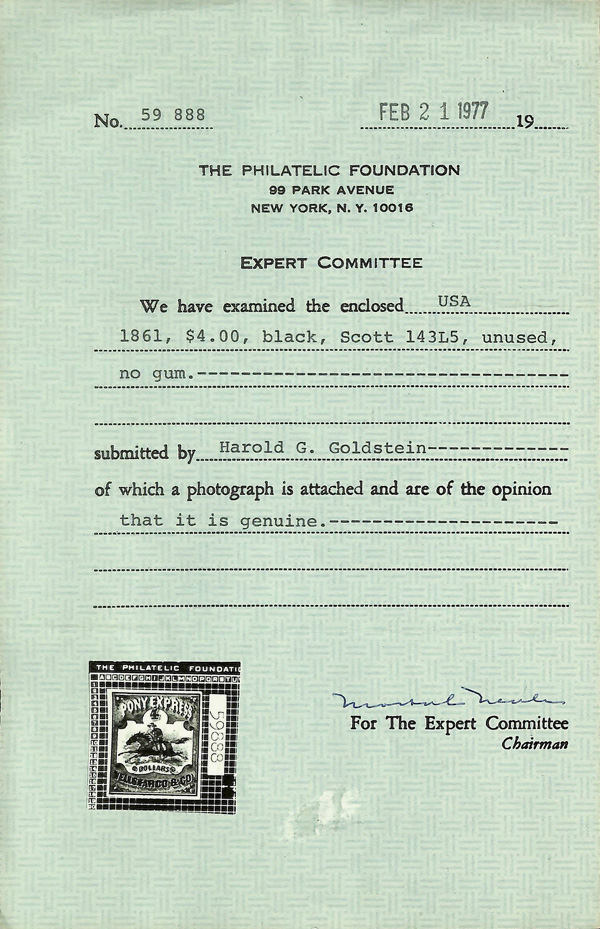 No. 59 888 FEB 21 1977 19
THE PHILATELIC FOUNDATION
99 PARK AVENUE
NEW YORK, N. Y. 10016
EXPERT COMMITTEE
We have examined the enclosed USA
1861, $4.00, black, Scott 143L5, unused,
no gum.
submitted by Harold G. Goldstein
of which a photograph is attached and are of the opinion
that it is genuine.
THE PHILATELIC FOUNDATI
ABCDEFGHIJKLMNOPQRSTU
PONY EXPRESS
59888
DOLLARS
WELLS FARGO & CO.
For The Expert Committee
Chairman